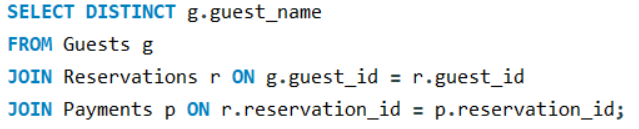 SELECT DISTINCT g.guest_name
FROM Guests g
JOIN Reservations r ON g.guest_id = r.guest_id
JOIN Payments p ON r.reservation_id = p.reservation_id;